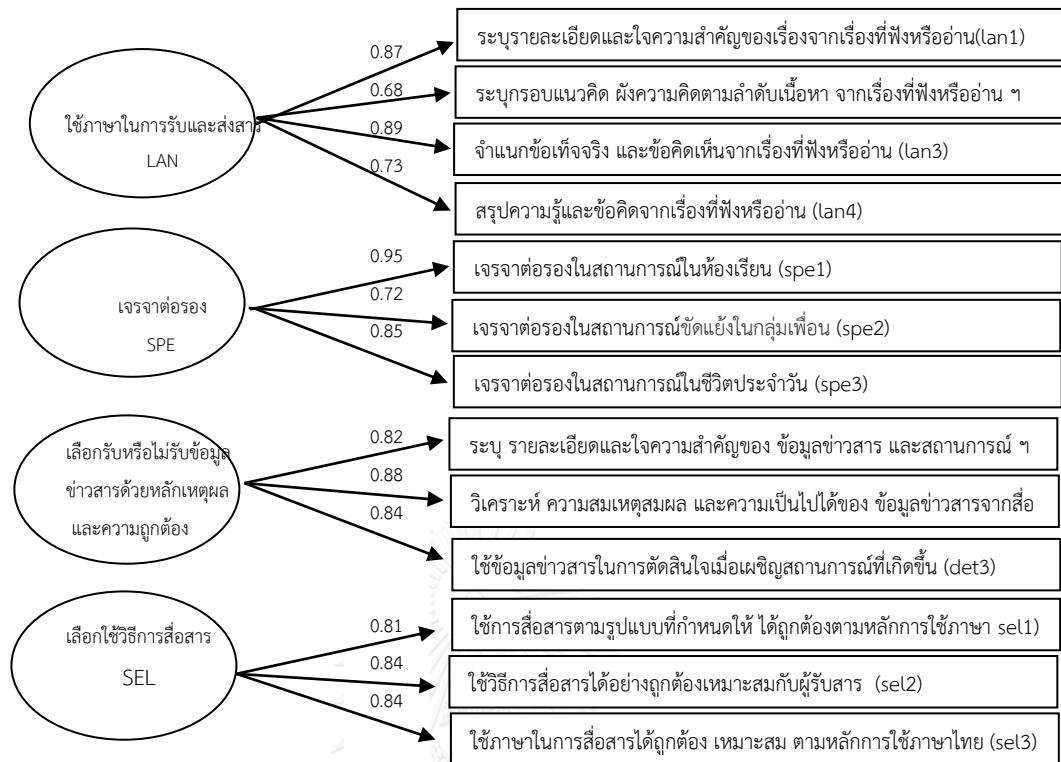 ใช้ภาษาในการรับและส่งสาร
LAN
0.87
0.68
0.89
0.73
ระบุรายละเอียดและใจความสำคัญของเรื่องจากเรื่องที่ฟังหรืออ่าน(lan1)
ระบุกรอบแนวคิด ผังความคิดตามลำดับเนื้อหา จากเรื่องที่ฟังหรืออ่าน ฯ
จำแนกข้อเท็จจริง และข้อคิดเห็นจากเรื่องที่ฟังหรืออ่าน (lan3)
สรุปความรู้และข้อคิดจากเรื่องที่ฟังหรืออ่าน (lan4)
เจรจาต่อรอง
SPE
0.95
0.72
0.85
เจรจาต่อรองในสถานการณ์ในห้องเรียน (spe1)
เจรจาต่อรองในสถานการณ์ขัดแย้งในกลุ่มเพื่อน (spe2)
เจรจาต่อรองในสถานการณ์ในชีวิตประจำวัน (spe3)
เลือกรับหรือไม่รับข้อมูล
ข่าวสารด้วยหลักเหตุผล
และความถูกต้อง
0.82
0.88
0.84
ระบุ รายละเอียดและใจความสำคัญของ ข้อมูลข่าวสาร และสถานการณ์ ฯ
วิเคราะห์ ความสมเหตุสมผล และความเป็นไปได้ของ ข้อมูลข่าวสารจากสื่อ
ใช้ข้อมูลข่าวสารในการตัดสินใจเมื่อเผชิญสถานการณ์ที่เกิดขึ้น (det3)
เลือกใช้วิธีการสื่อสาร
SEL
0.81
0.84
0.84
ใช้การสื่อสารตามรูปแบบที่กำหนดให้ ได้ถูกต้องตามหลักการใช้ภาษา sel1)
ใช้วิธีการสื่อสารได้อย่างถูกต้องเหมาะสมกับผู้รับสาร (sel2)
ใช้ภาษาในการสื่อสารได้ถูกต้อง เหมาะสม ตามหลักการใช้ภาษาไทย (sel3)